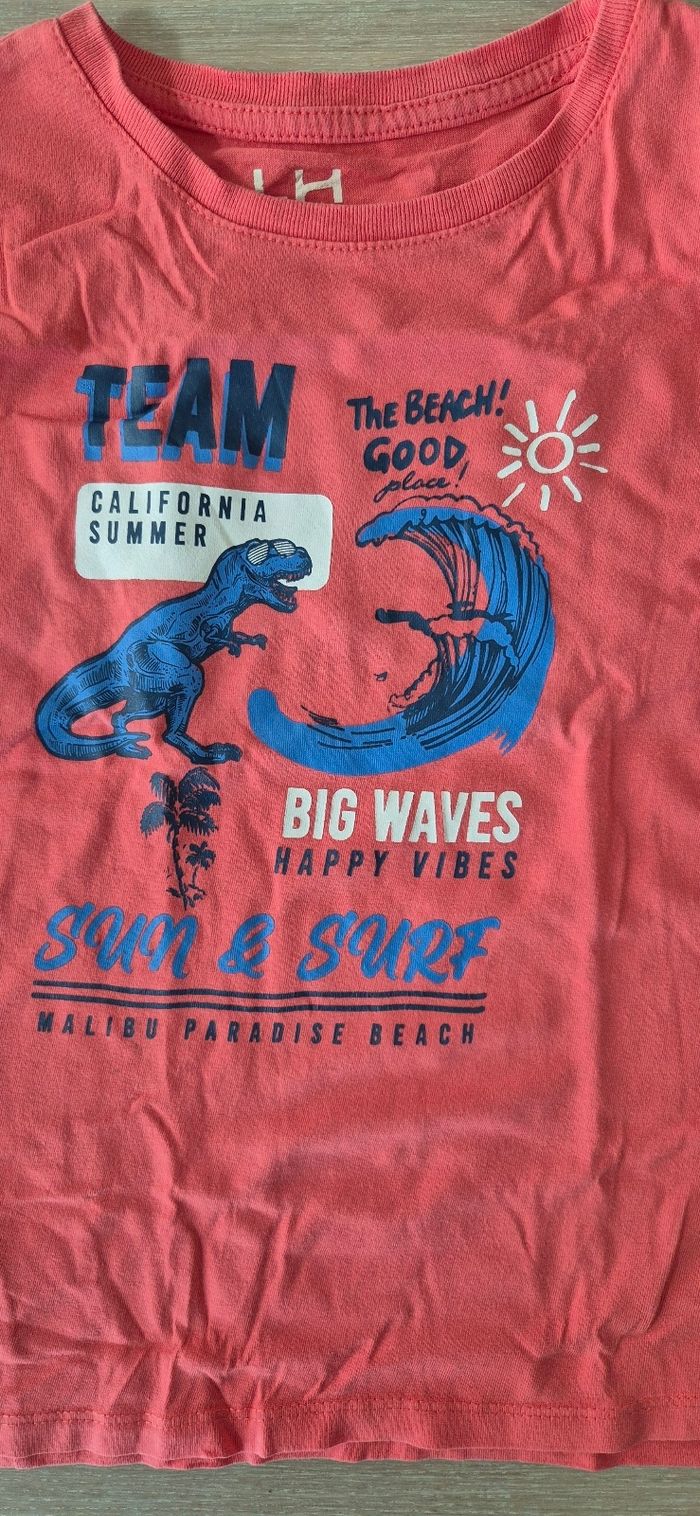 TEAM
CALIFORNIA
SUMMER
The BEACH!
GOOD
place!
BIG WAVES
HAPPY VIBES
SUN & SURF
MALIBU PARADISE BEACH